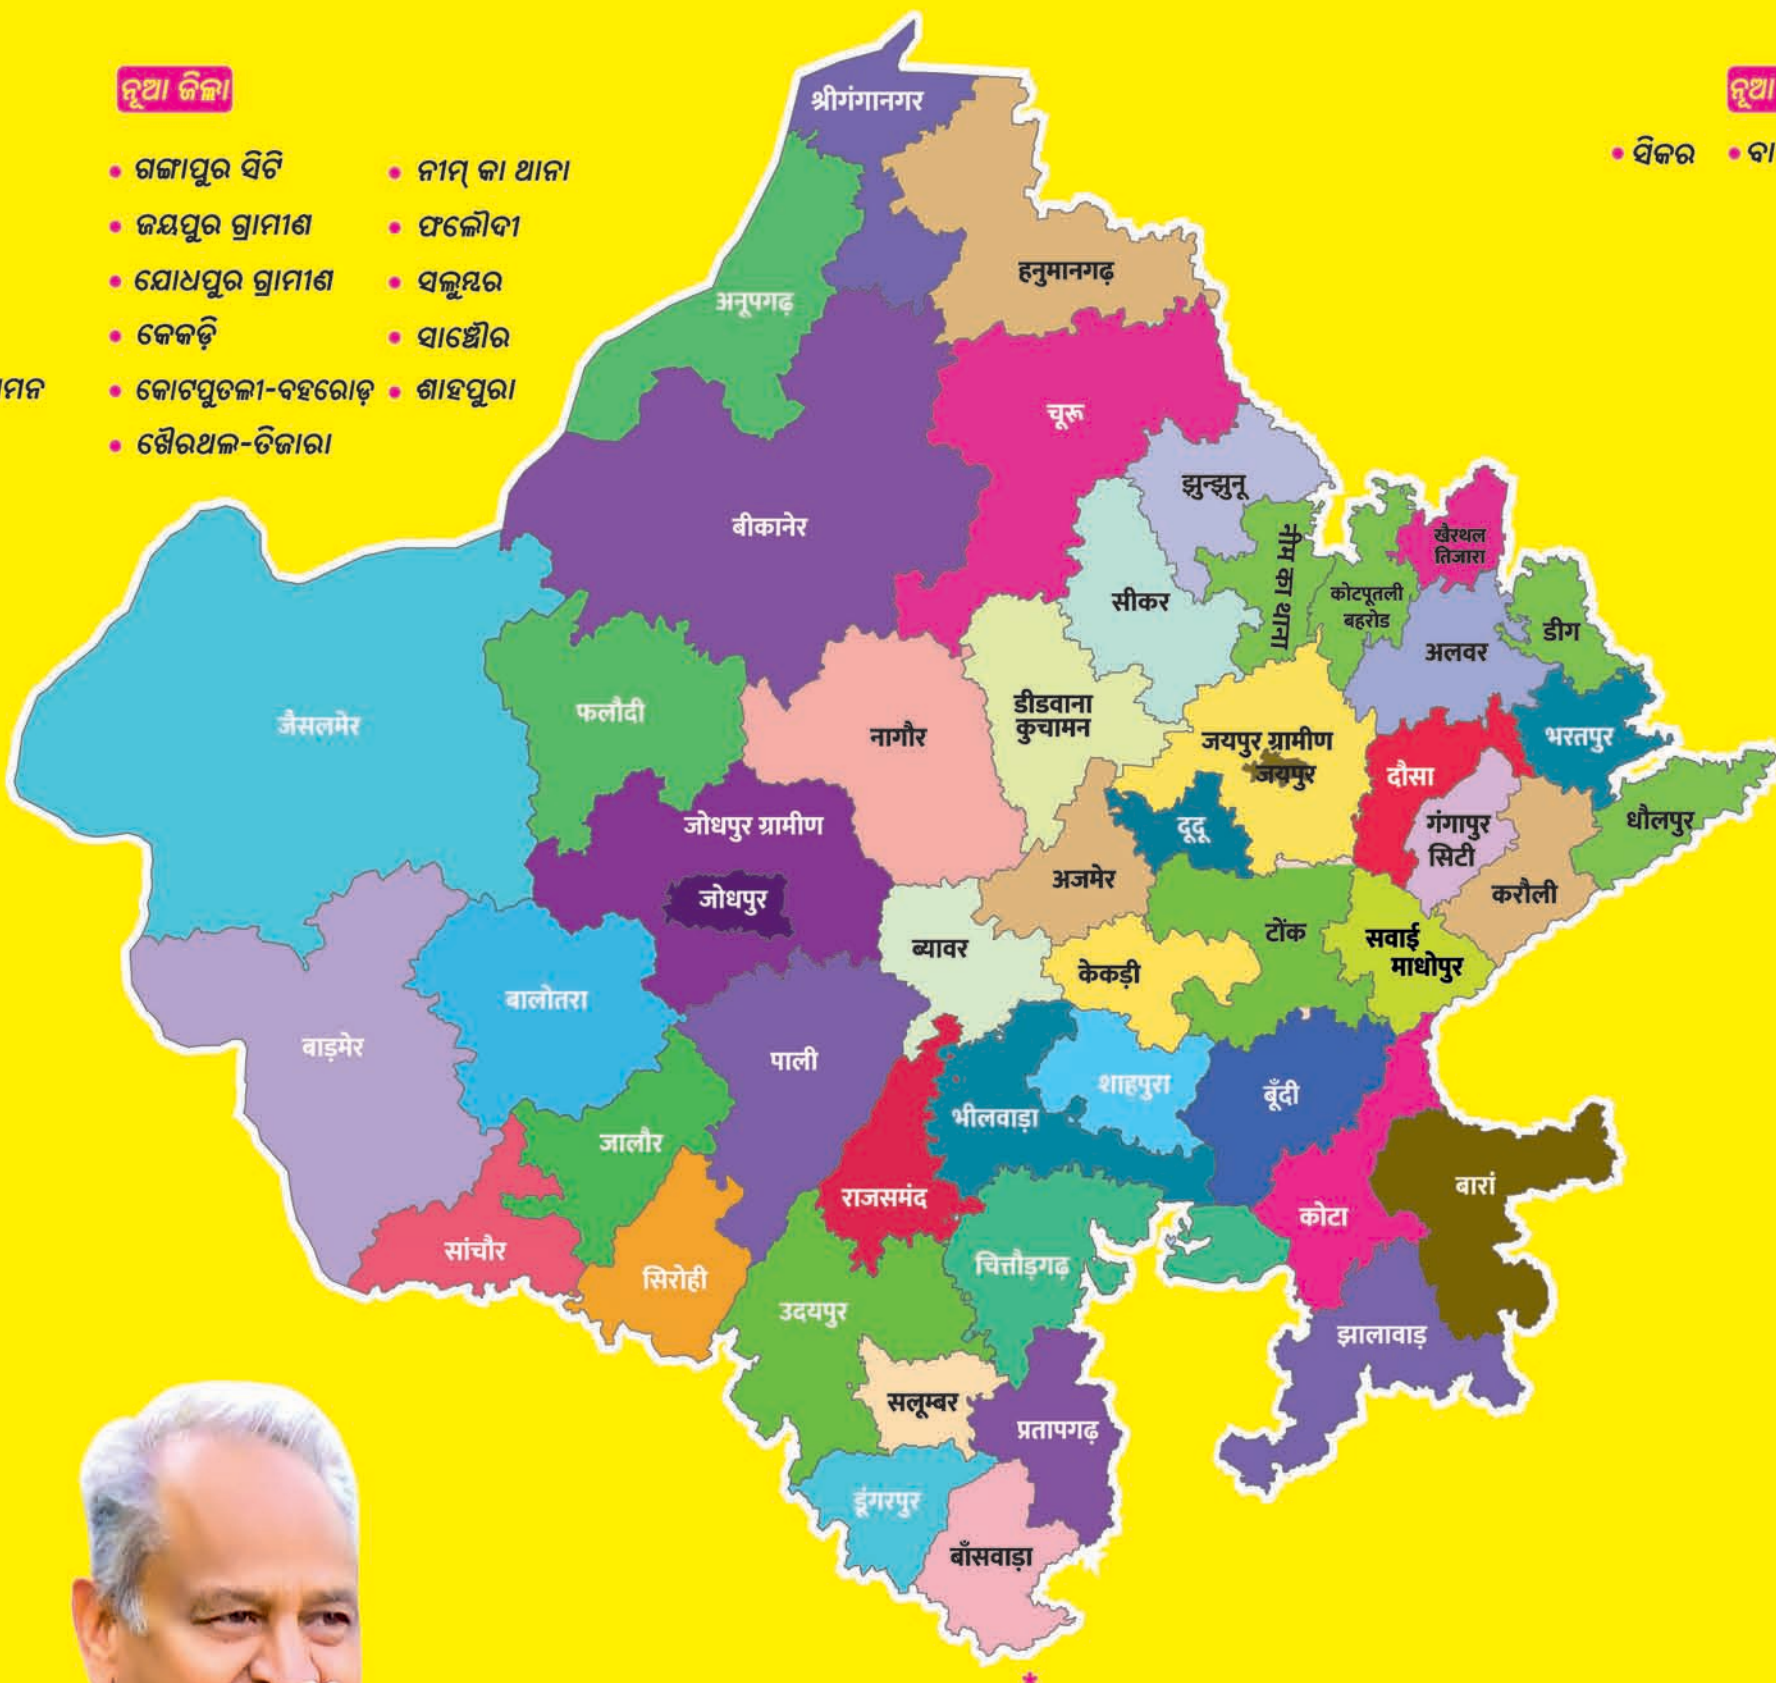 ନୂଆ ଜିଲ୍ଲା
ନୂଆ
• ଗଙ୍ଗାପୁର ସିଟି
• ନୀମ୍ କା ଥାନା
• ସିକର
• ଜୟପୁର ଗ୍ରାମୀଣ
• ଫଲୌଦୀ
• ଯୋଧପୁର ଗ୍ରାମୀଣ
• ସଲୁମ୍ବର
• କେକଡ଼ି
• ସାଞ୍ଚୌର
• କୋଟପୁତଳୀ-ବହରୋଡ଼
• ଶାହପୁରା
• ଖୈରଥଳ-ତିଜାରା
श्रीगंगानगर
हनुमानगढ़
अनूपगढ़
चूरू
झुन्झुनू
बीकानेर
खैरथल
तिजारा
नीम का थाना
कोटपूतली
बहरोड
सीकर
डीग
अलवर
फलौदी
जैसलमेर
डीडवाना
कुचामन
नागौर
जयपुर ग्रामीण
जयपुर
भरतपुर
दौसा
जोधपुर ग्रामीण
दूदू
गंगापुर
सिटी
धौलपुर
अजमेर
करौली
जोधपुर
ब्यावर
टोंक
सवाई
माधोपुर
केकड़ी
बालोतरा
बाड़मेर
पाली
शाहपुरा
बूँदी
भीलवाड़ा
जालौर
राजसमंद
बारां
कोटा
सांचौर
सिरोही
चित्तौड़गढ़
उदयपुर
झालावाड़
सलूम्बर
प्रतापगढ़
डूंगरपुर
बाँसवाड़ा
*